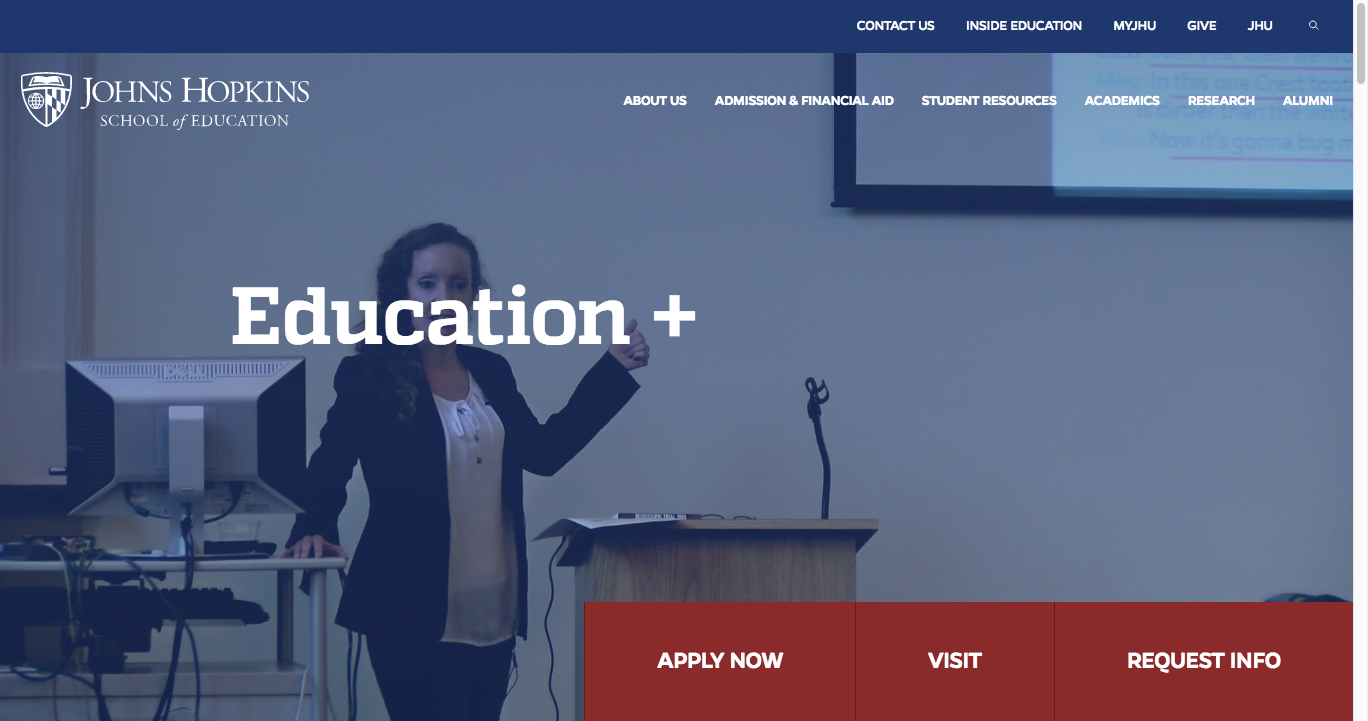 CONTACT US INSIDE EDUCATION MYJHU GIVE JHU
JOHNS HOPKINS
SCHOOL of EDUCATION
ABOUT US ADMISSION & FINANCIAL AID STUDENT RESOURCES ACADEMICS RESEARCH ALUMNI
Meg: In this one Crest toot
is dirtier than the white
Vito: Now it's gonna bug m
Education +
APPLY NOW VISIT REQUEST INFO